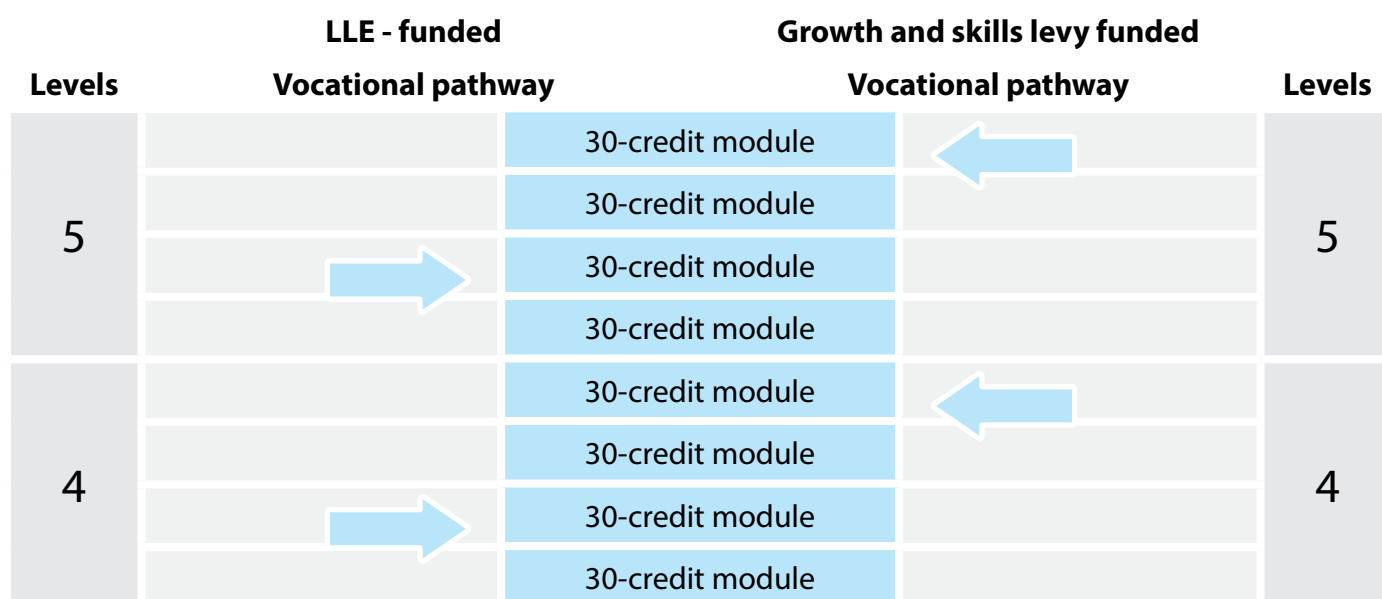 LLE - funded Growth and skills levy funded
Levels Vocational pathway Vocational pathway Levels
30-credit module
30-credit module
5 30-credit module 5
30-credit module
30-credit module
30-credit module
4 30-credit module 4
30-credit module